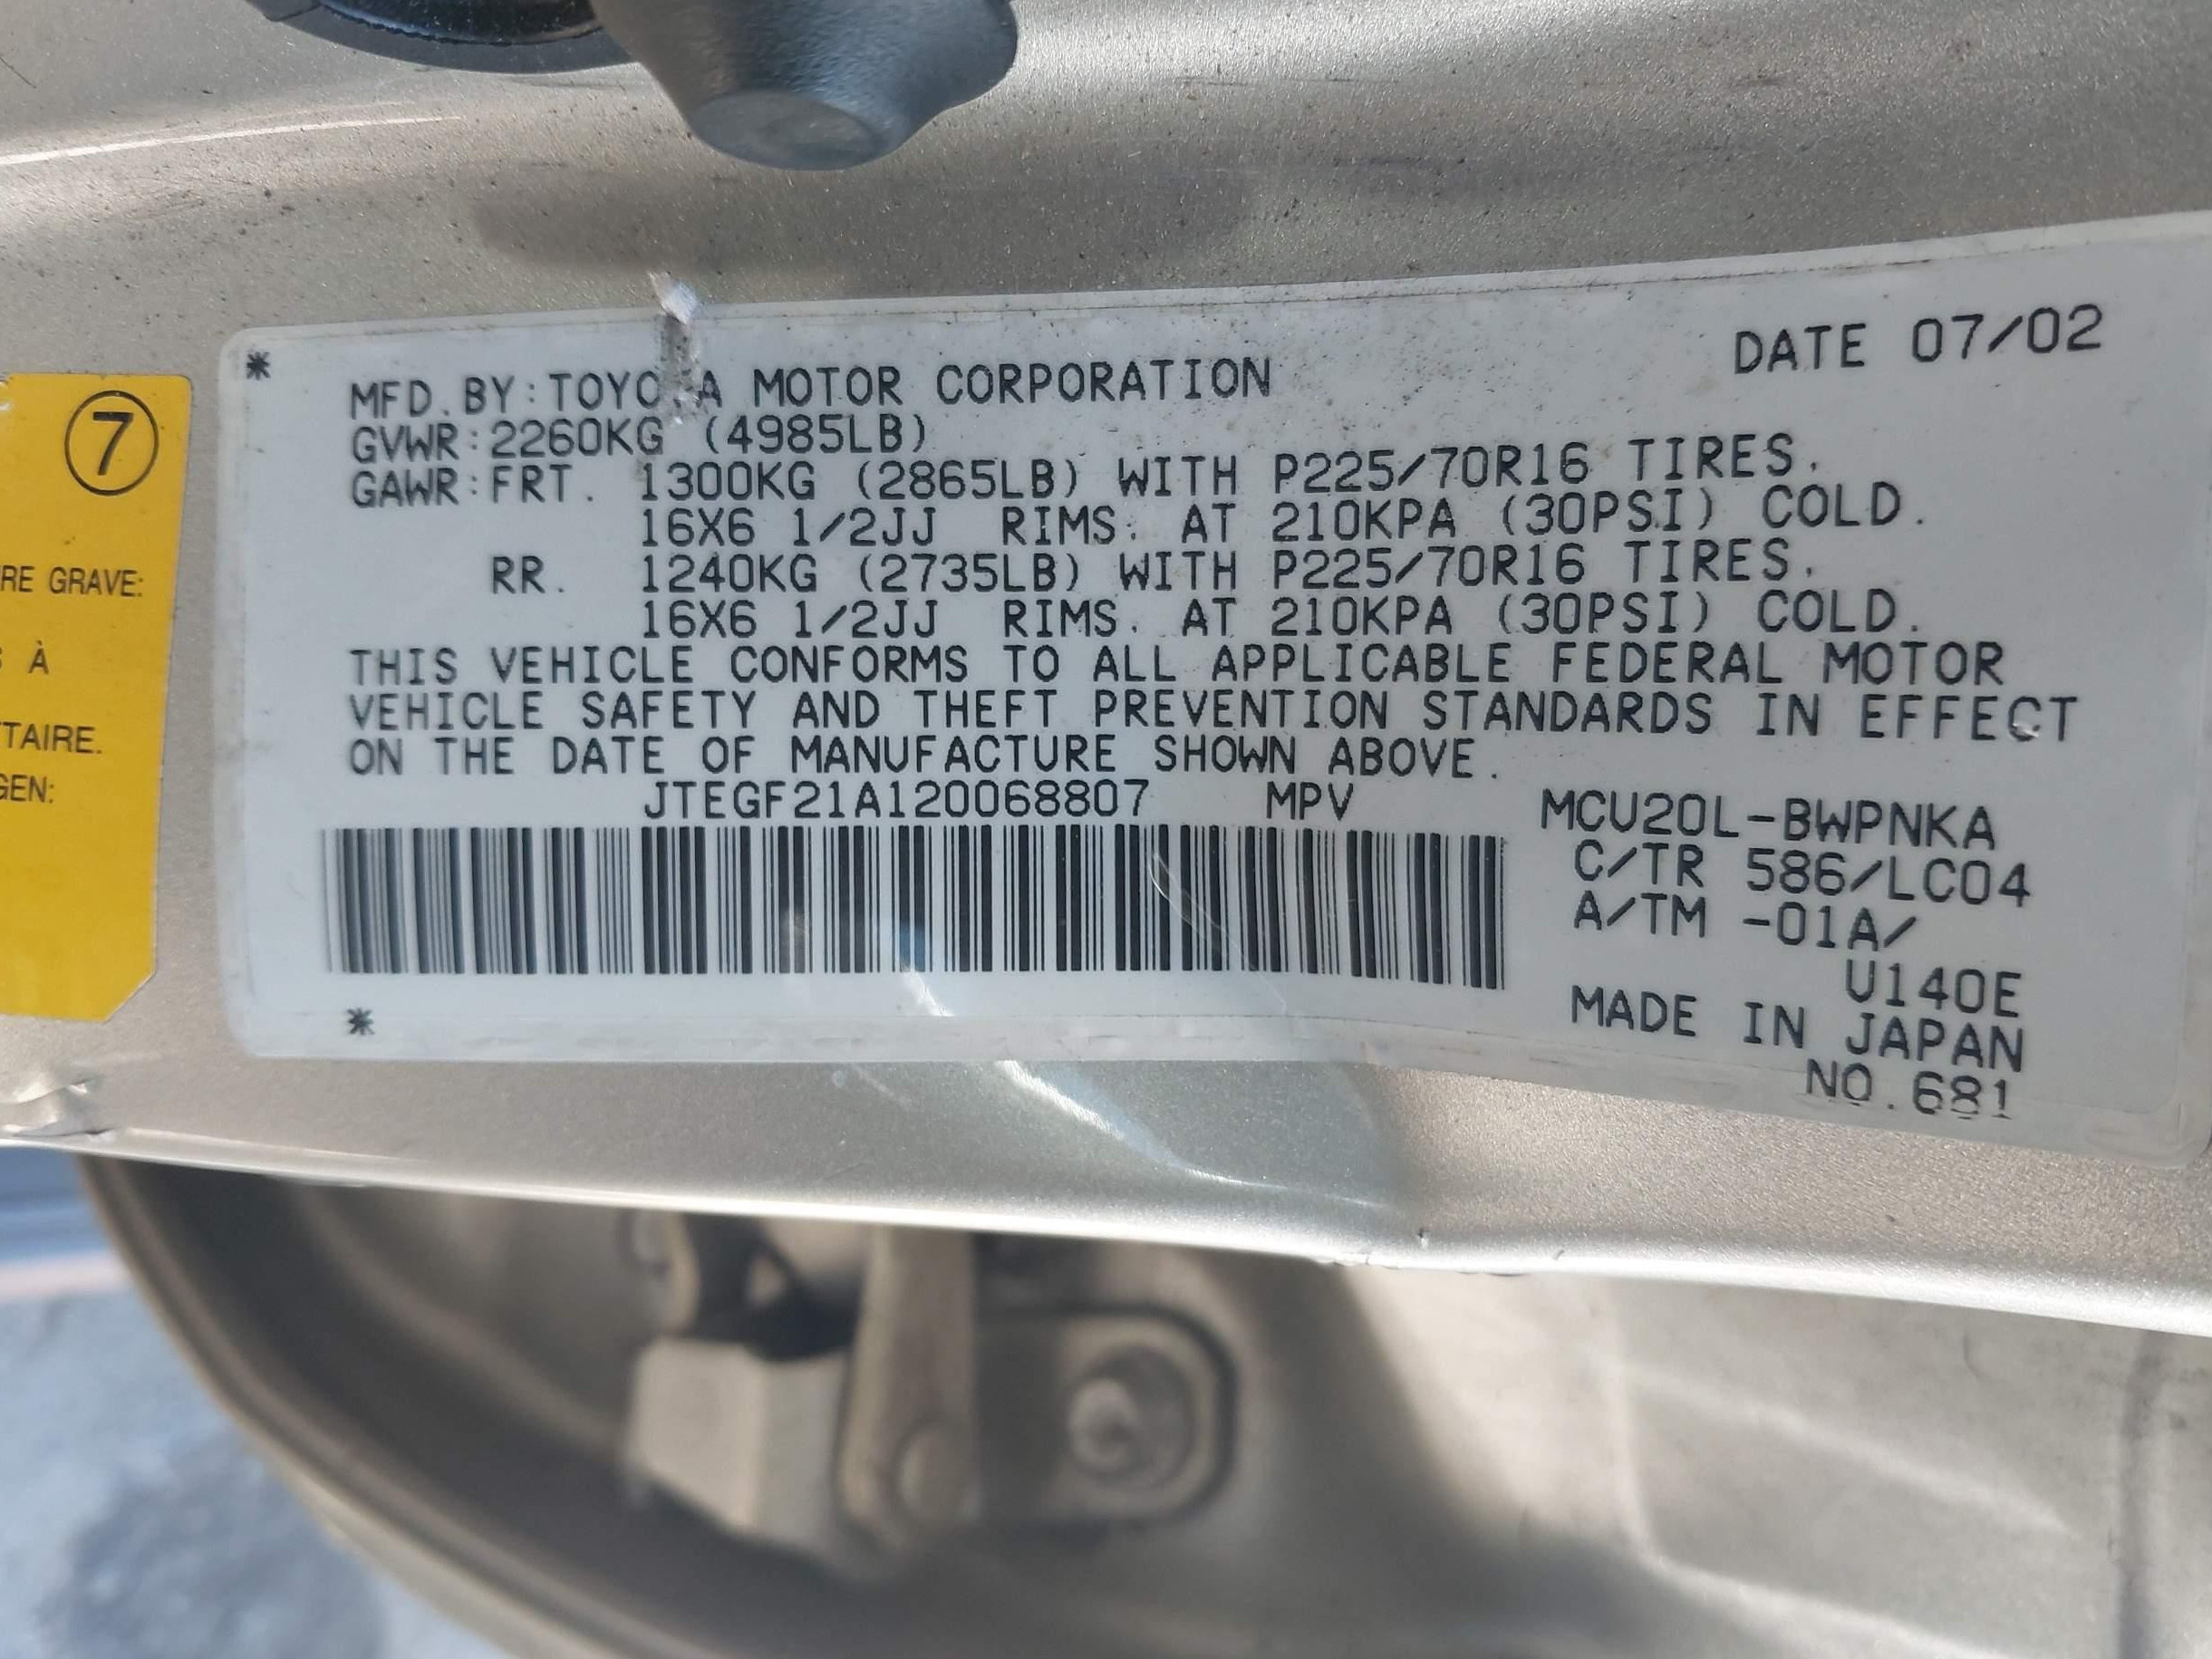 7
RE GRAVE:
À
TAIRE.
GEN:
* DATE 07/02
MFD.BY:TOYOTA MOTOR CORPORATION
GVWR:2260KG (4985LB)
GAWR:FRT. 1300KG (2865LB) WITH P225/70R16 TIRES.
16X6 1/2JJ RIMS. AT 210KPA (30PSI) COLD.
RR. 1240KG (2735LB) WITH P225/70R16 TIRES.
16X6 1/2JJ RIMS. AT 210KPA (30PSI) COLD.
THIS VEHICLE CONFORMS TO ALL APPLICABLE FEDERAL MOTOR
VEHICLE SAFETY AND THEFT PREVENTION STANDARDS IN EFFECT
ON THE DATE OF MANUFACTURE SHOWN ABOVE.
JTEGF21A120068807 MPV MCU20L-BWPNKA
C/TR 586/LC04
A/TM -01A/
U140E
* MADE IN JAPAN
NO.681